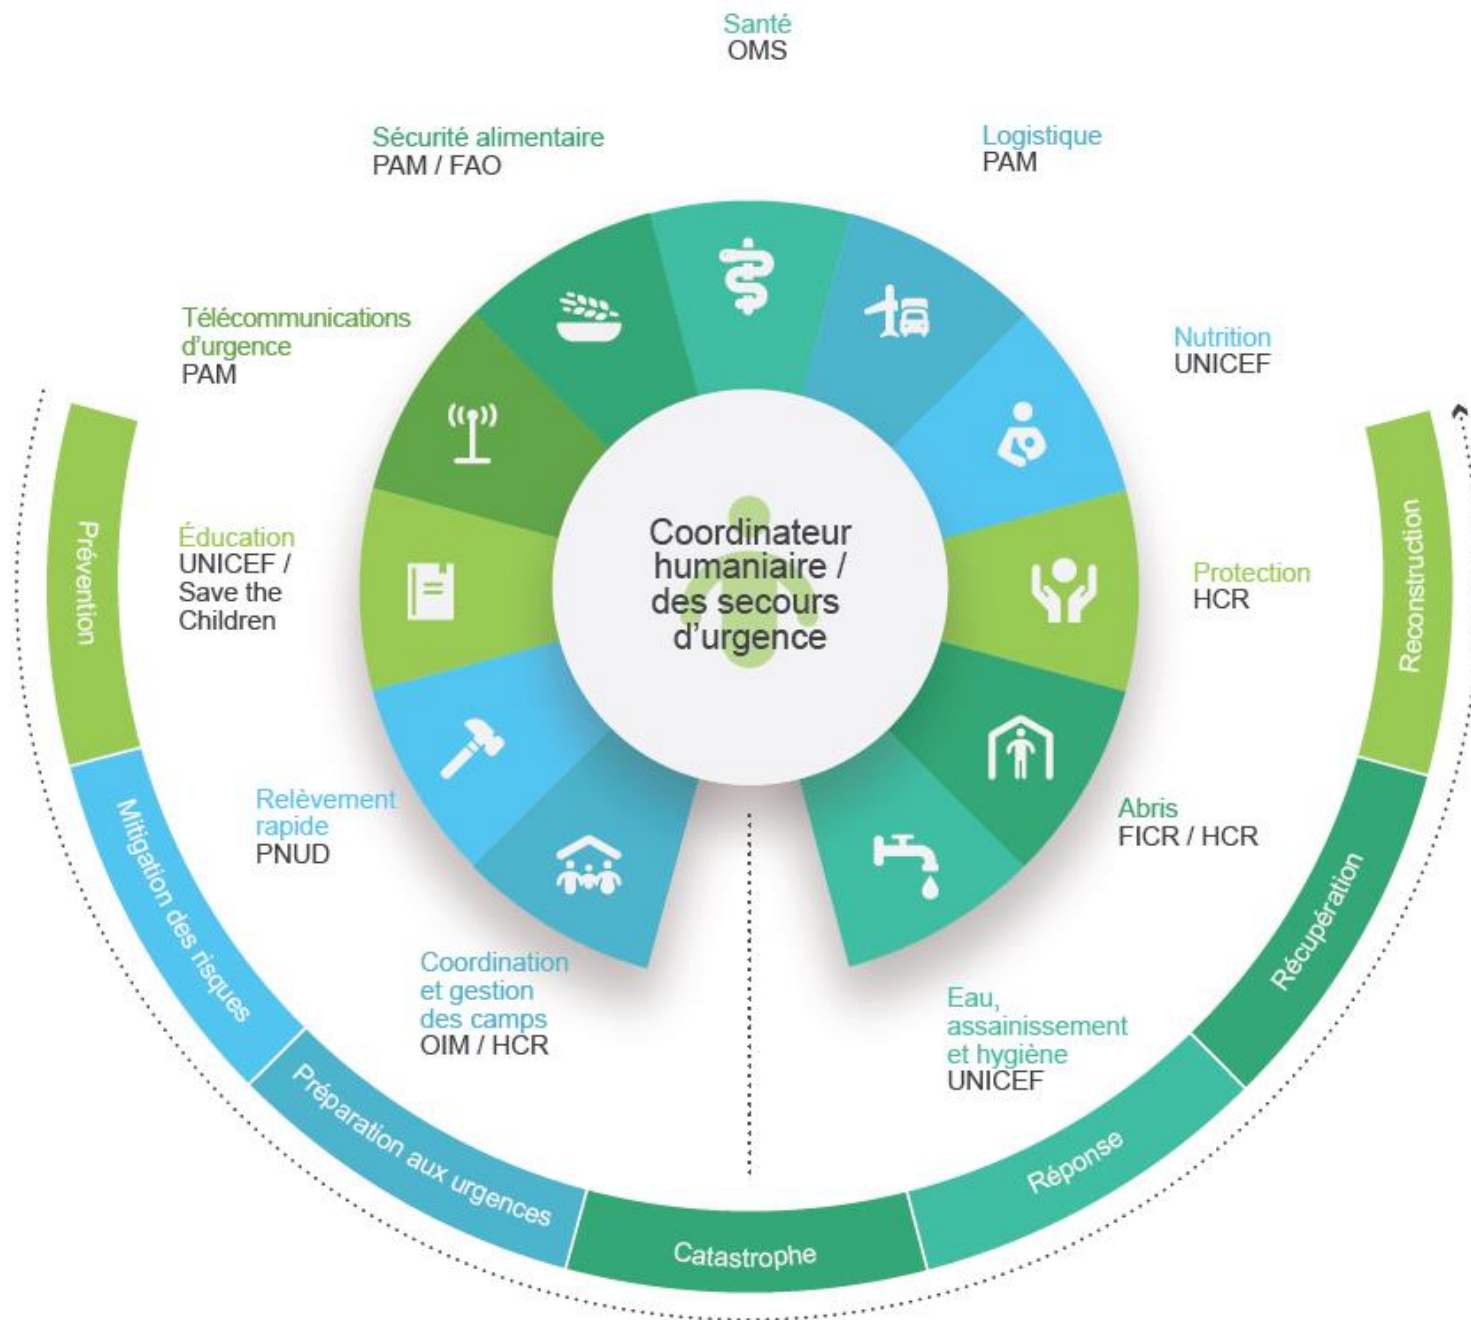 Santé
OMS
Sécurité alimentaire
PAM / FAO
Logistique
PAM
Télécommunications
d’urgence
PAM
Nutrition
UNICEF
Éducation
UNICEF /
Save the
Children
Coordinateur
humaniaire /
des secours
d’urgence
Protection
HCR
Relèvement
rapide
PNUD
Abris
FICR / HCR
Coordination
et gestion
des camps
OIM / HCR
Eau,
assainissement
et hygiène
UNICEF
Prévention
Mitigation des risques
Préparation aux urgences
Catastrophe
Réponse
Récupération
Reconstruction